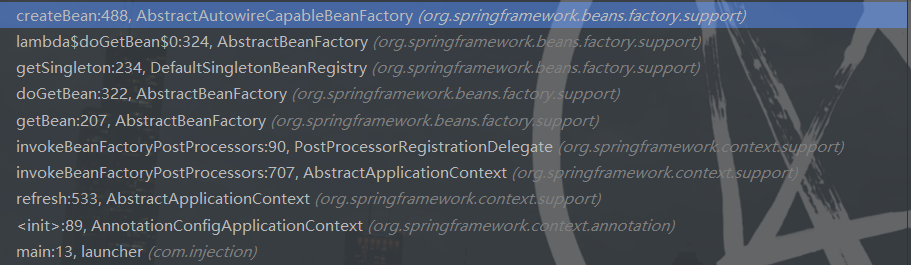 createBean:488, AbstractAutowireCapableBeanFactory (org.springframework.beans.factory.support)
lambda$doGetBean$0:324, AbstractBeanFactory (org.springframework.beans.factory.support)
getSingleton:234, DefaultSingletonBeanRegistry (org.springframework.beans.factory.support)
doGetBean:322, AbstractBeanFactory (org.springframework.beans.factory.support)
getBean:207, AbstractBeanFactory (org.springframework.beans.factory.support)
invokeBeanFactoryPostProcessors:90, PostProcessorRegistrationDelegate (org.springframework.context.support)
invokeBeanFactoryPostProcessors:707, AbstractApplicationContext (org.springframework.context.support)
refresh:533, AbstractApplicationContext (org.springframework.context.support)
<init>:89, AnnotationConfigApplicationContext (org.springframework.context.annotation)
main:13, launcher (com.injection)